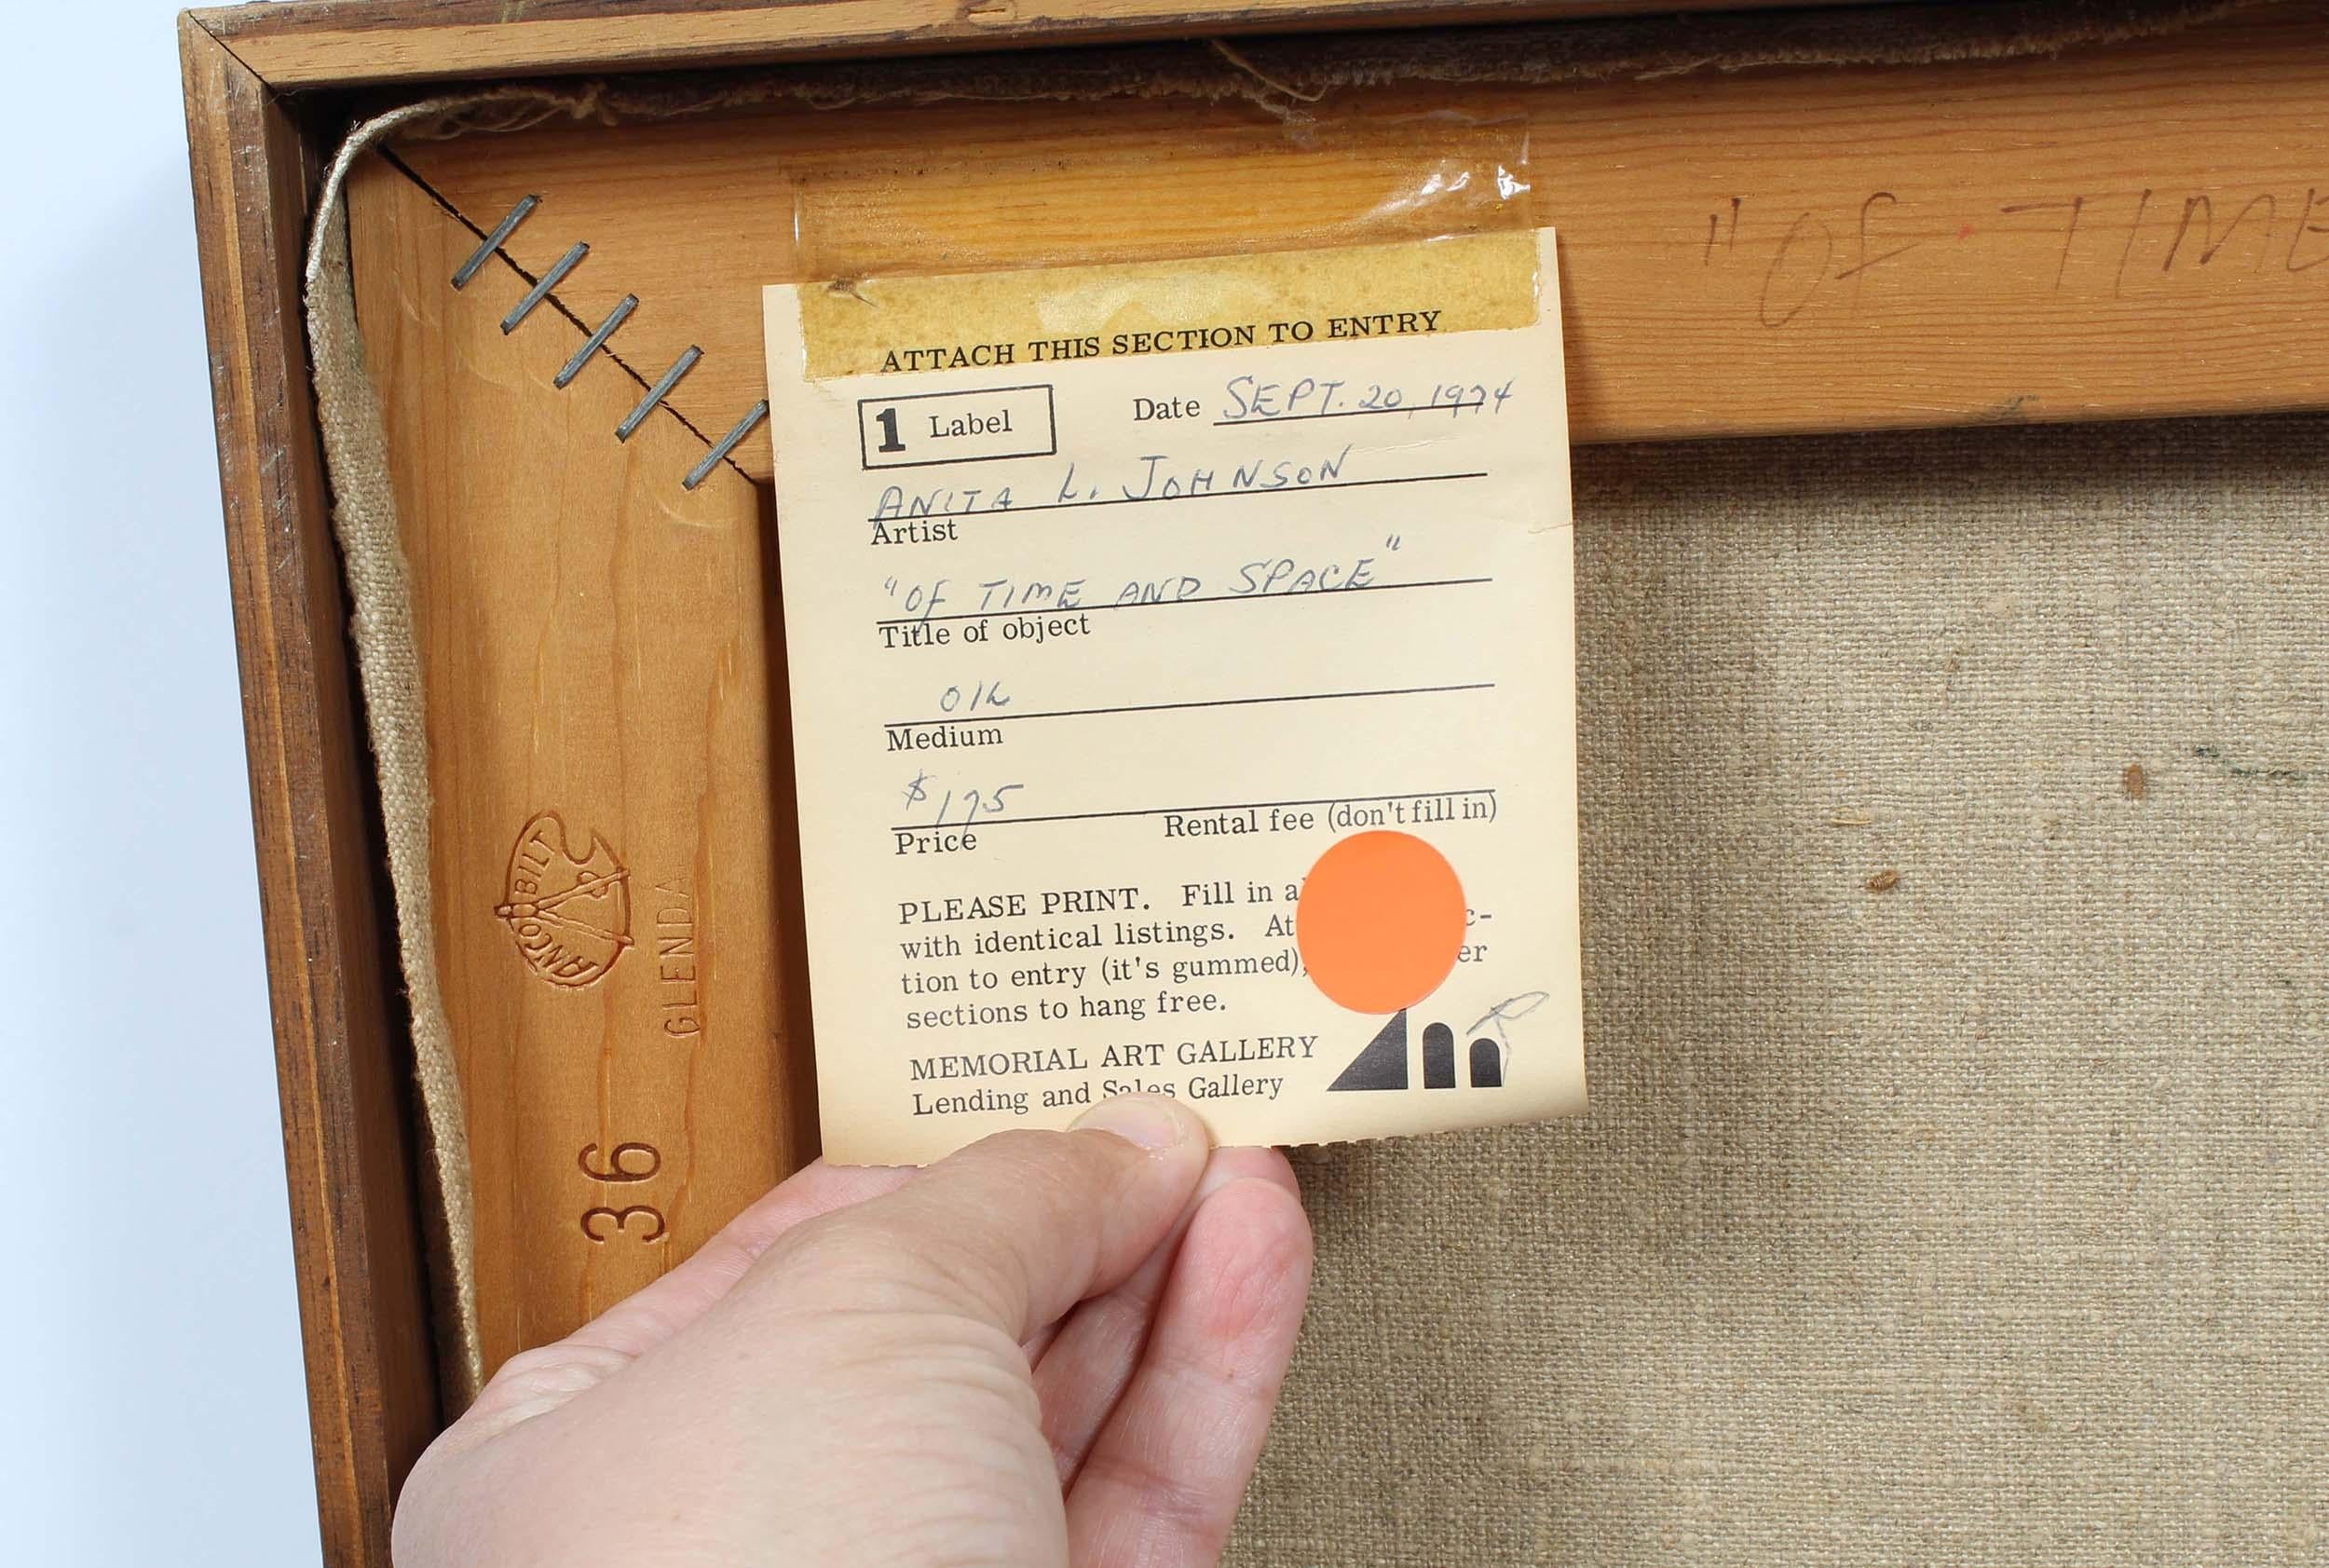 "Of TIME
ATTACH THIS SECTION TO ENTRY
1 Label
Date SEPT. 20, 1974
ANITA L. JOHNSON
Artist
"OF TIME AND SPACE"
Title of object
OIL
Medium
$175
Price Rental fee (don't fill in)
PLEASE PRINT. Fill in
with identical listings.
tion to entry (it's gummed),
sections to hang free.
MEMORIAL ART GALLERY
Lending and Sales Gallery
ANCO BILT
GLENDA
36